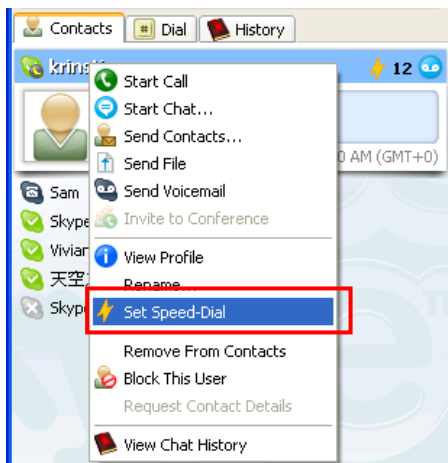 Contacts Dial History
12
Start Call
Start Chat...
Send Contacts...
0 AM (GMT+0)
Send File
Sam
Send Voicemail
Skype
Invite to Conference
View Profile
天空
Rename...
Set Speed-Dial
Skype
Remove From Contacts
Block This User
Request Contact Details
View Chat History